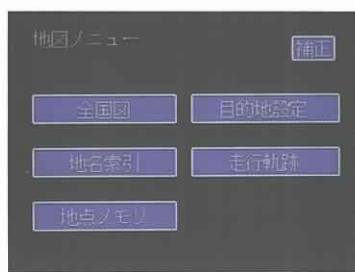 地図メニュー
補正
全国図 目的地設定
地名索引 走行軌跡
地点メモリ